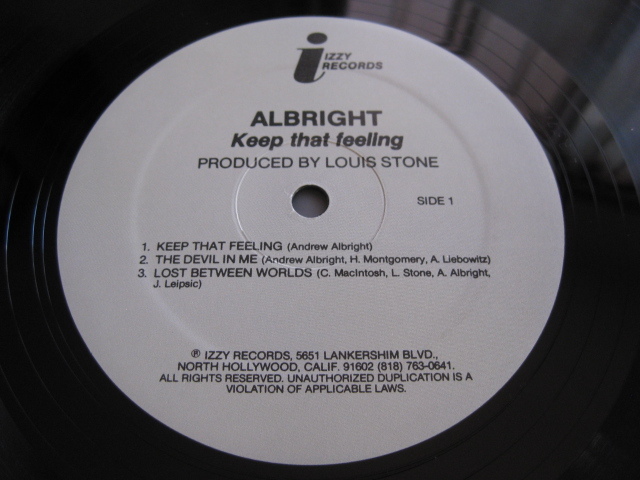 i IZZY
RECORDS
ALBRIGHT
Keep that feeling
PRODUCED BY LOUIS STONE
SIDE 1
1. KEEP THAT FEELING (Andrew Albright)
2. THE DEVIL IN ME (Andrew Albright, H. Montgomery, A. Liebowitz)
3. LOST BETWEEN WORLDS (C. MacIntosh, L. Stone, A. Albright,
J. Leipsic)
℗ IZZY RECORDS, 5651 LANKERSHIM BLVD.,
NORTH HOLLYWOOD, CALIF. 91602 (818) 763-0641.
ALL RIGHTS RESERVED. UNAUTHORIZED DUPLICATION IS A
VIOLATION OF APPLICABLE LAWS.